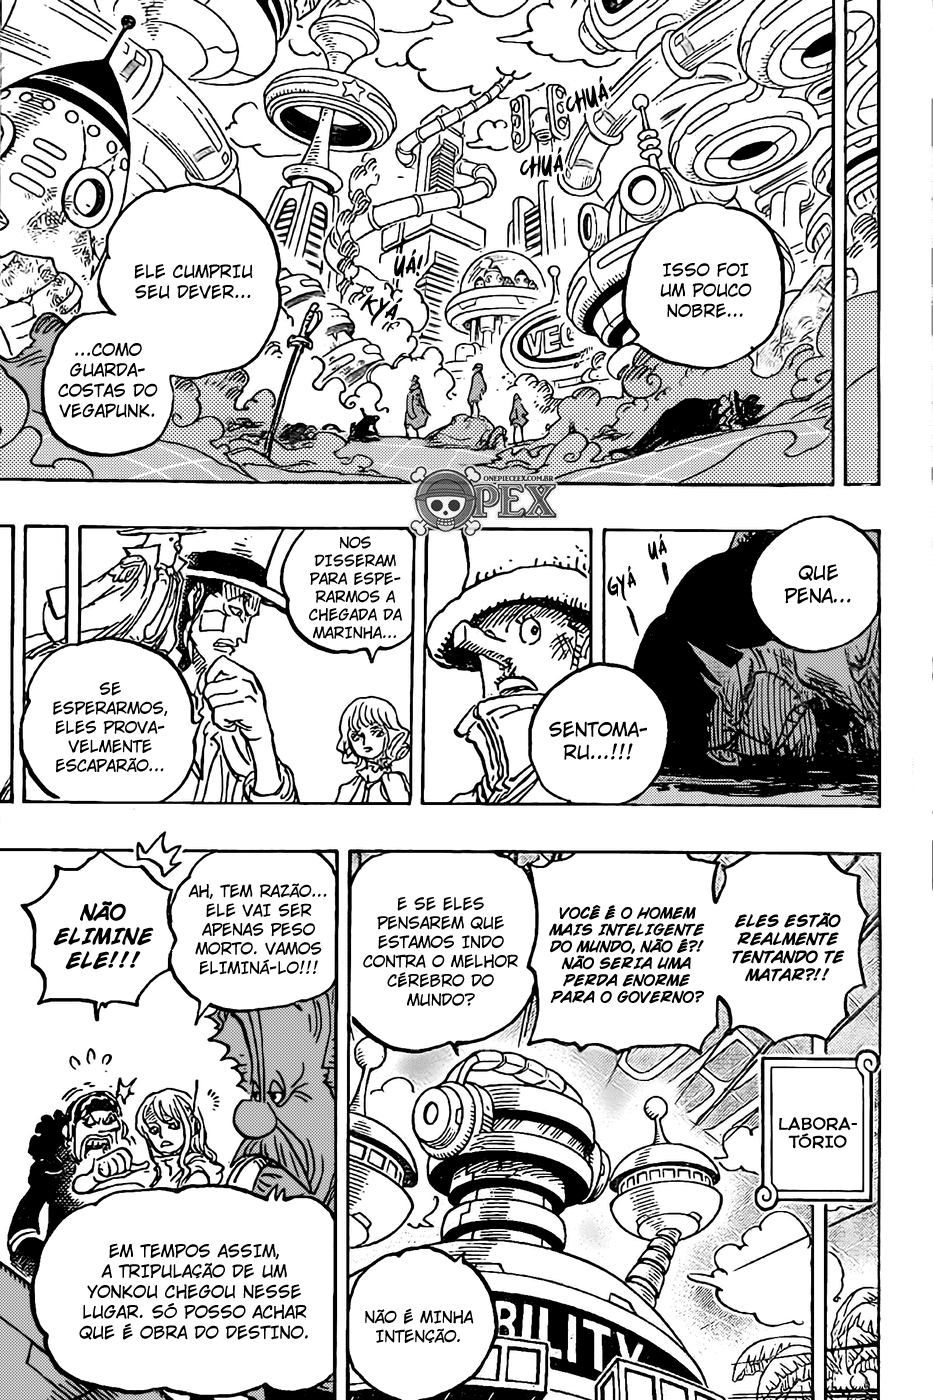 CHUÁ
CHUÁ
ISSO FOI
UM POUCO
NOBRE...
UÁ!
KYÁ
VEG
ELE CUMPRIU
SEU DEVER...
...COMO
GUARDA-
COSTAS DO
VEGAPUNK.
ONEPIECEEX.COM.BR
OPEX
QUE
PENA...
UÁ
GYÁ
SENTOMA-
RU...!!!
NOS
DISSERAM
PARA ESPE-
RARMOS A
CHEGADA DA
MARINHA...
SE
ESPERARMOS,
ELES PROVA-
VELMENTE
ESCAPARÃO...
ELES ESTÃO
REALMENTE
TENTANDO TE
MATAR?!!
VOCÊ É O HOMEM
MAIS INTELIGENTE
DO MUNDO, NÃO É?!
NÃO SERIA UMA
PERDA ENORME
PARA O GOVERNO?
E SE ELES
PENSAREM QUE
ESTAMOS INDO
CONTRA O MELHOR
CÉREBRO DO
MUNDO?
LABORA-
TÓRIO
BILITY
NÃO É MINHA
INTENÇÃO.
AH, TEM RAZÃO...
ELE VAI SER
APENAS PESO
MORTO. VAMOS
ELIMINÁ-LO!!!
NÃO
ELIMINE
ELE!!!
EM TEMPOS ASSIM,
A TRIPULAÇÃO DE UM
YONKOU CHEGOU NESSE
LUGAR. SÓ POSSO ACHAR
QUE É OBRA DO DESTINO.